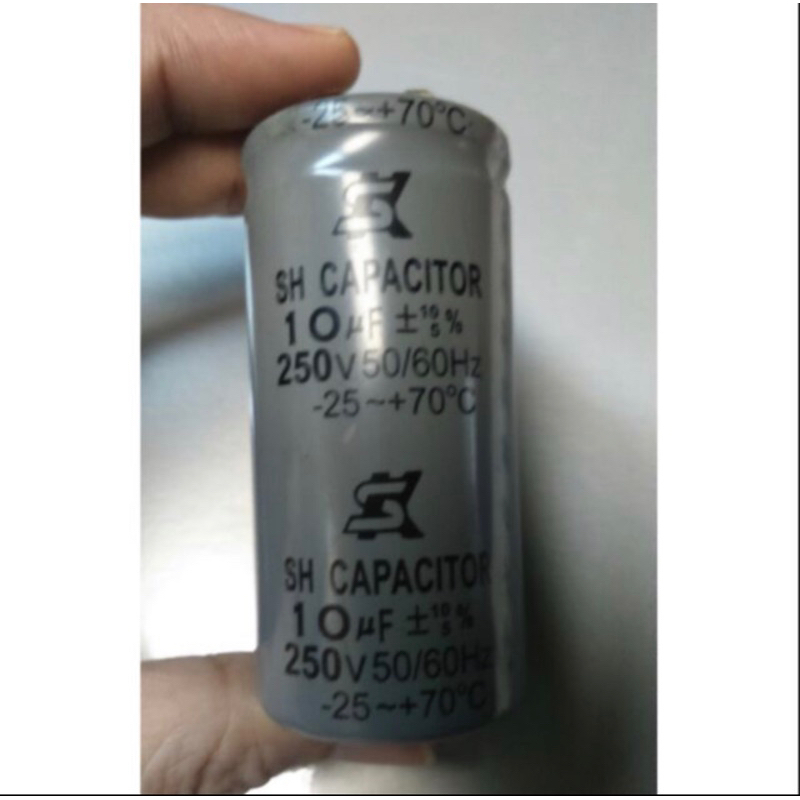 -25~+70°C
SH CAPACITOR
10μF ±10/5%
250V50/60Hz
-25~+70°C
SH CAPACITOR
10μF ±10/5%
250V50/60Hz
-25~+70°C